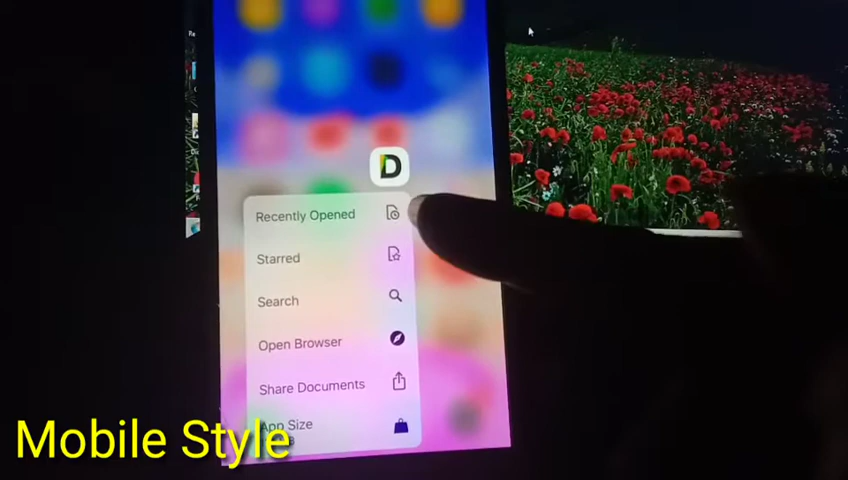 D
Recently Opened
Starred
Search
Open Browser
Share Documents
App Size
Mobile Style